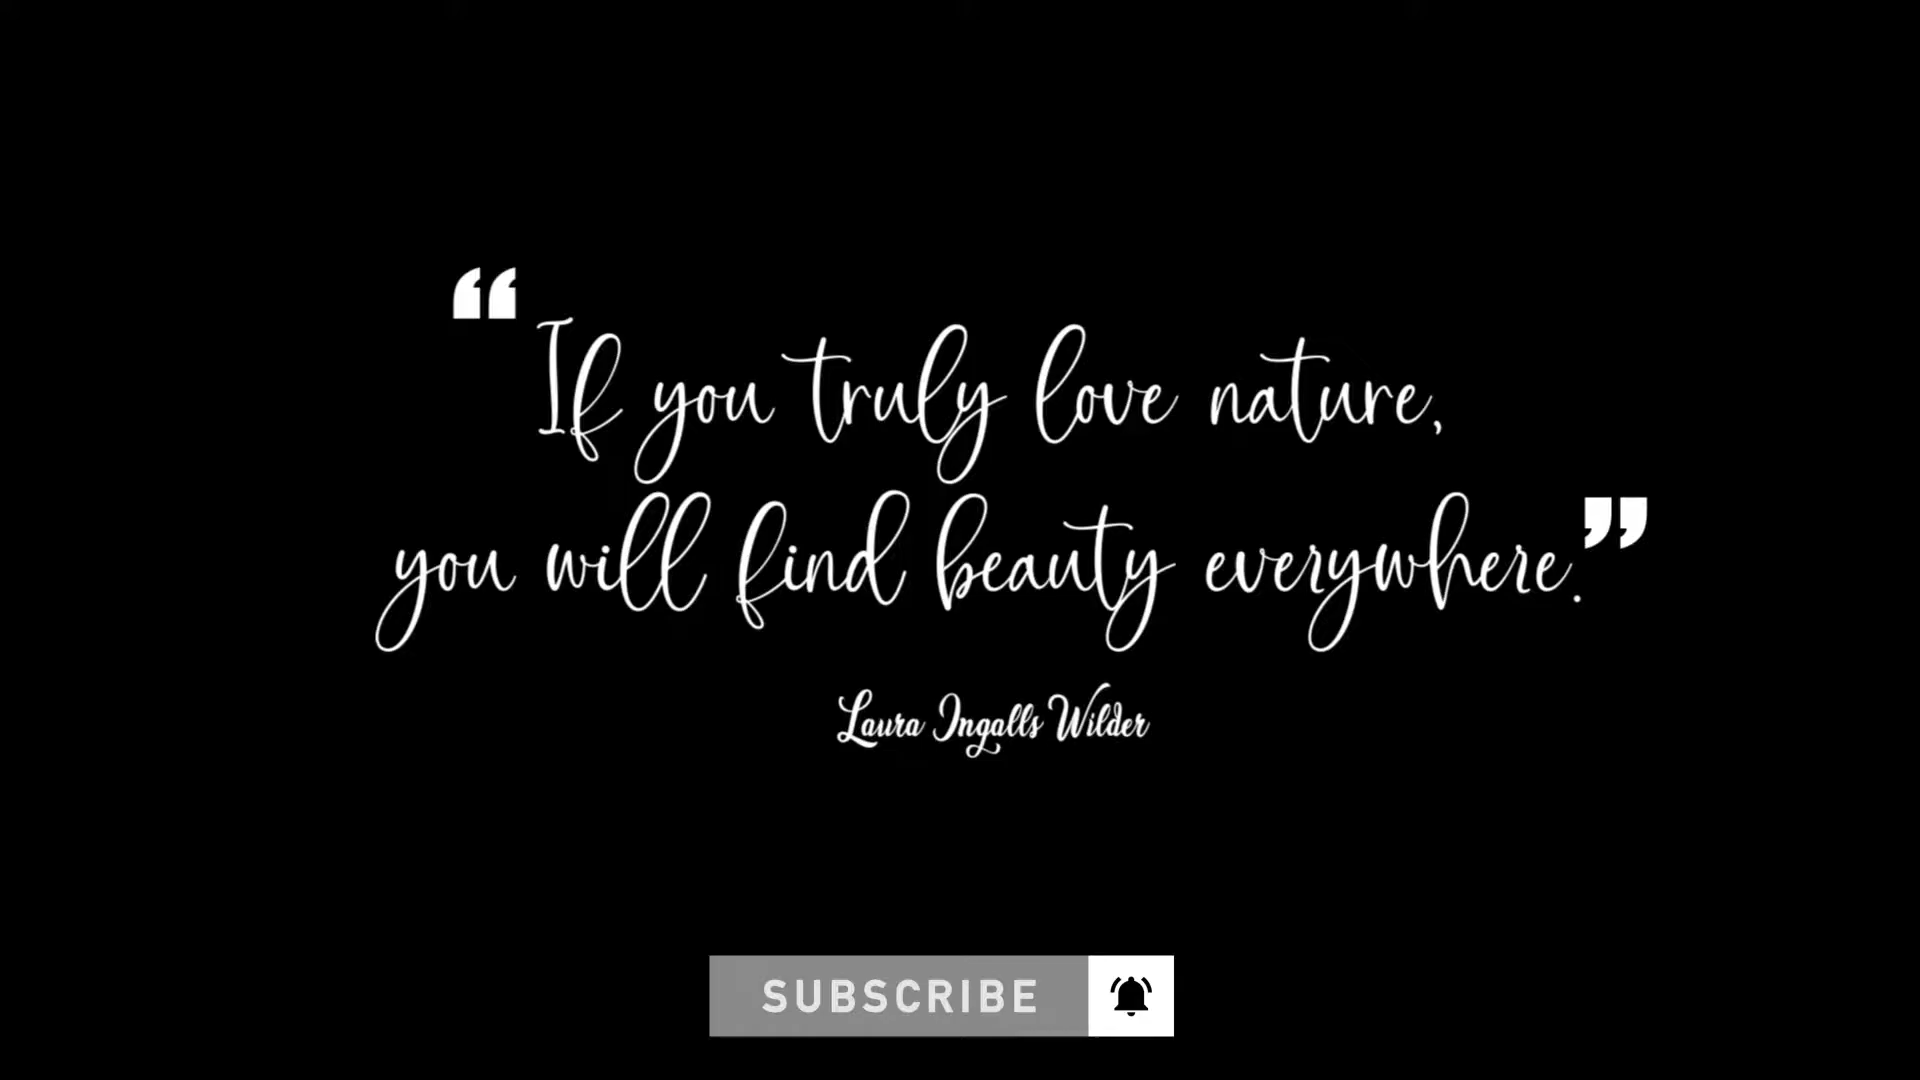 “If you truly love nature,
you will find beauty everywhere.”
Laura Ingalls Wilder
SUBSCRIBE